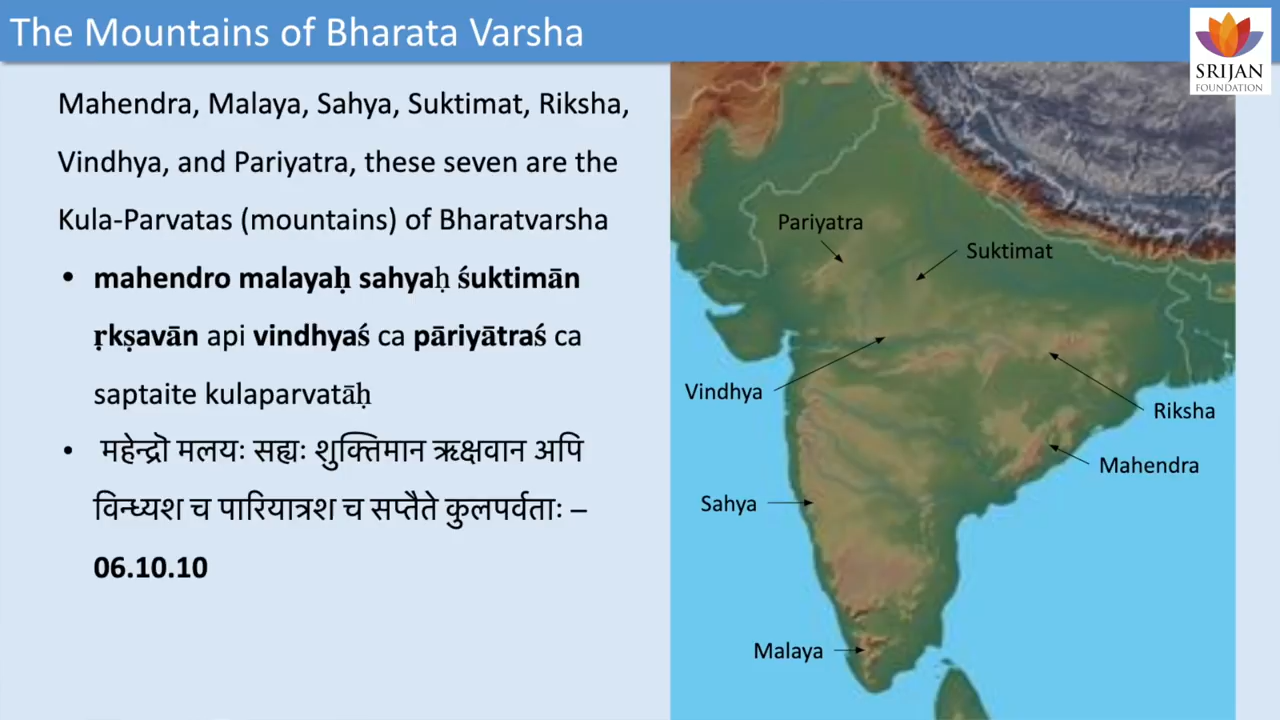 The Mountains of Bharata Varsha
SRIJAN
FOUNDATION
Mahendra, Malaya, Sahya, Suktimat, Riksha,
Vindhya, and Pariyatra, these seven are the
Kula-Parvatas (mountains) of Bharatvarsha
• mahendro malayaḥ sahyaḥ śuktimān
ṛkṣavān api vindhyaś ca pāriyātraś ca
saptaite kulaparvatāḥ
• महेन्द्रॊ मलयः सह्यः शुक्तिमान ऋक्षवान अपि
विन्ध्यश च पारियात्रश च सप्तैते कुलपर्वताः –
06.10.10
Pariyatra
Suktimat
Vindhya
Riksha
Mahendra
Sahya
Malaya